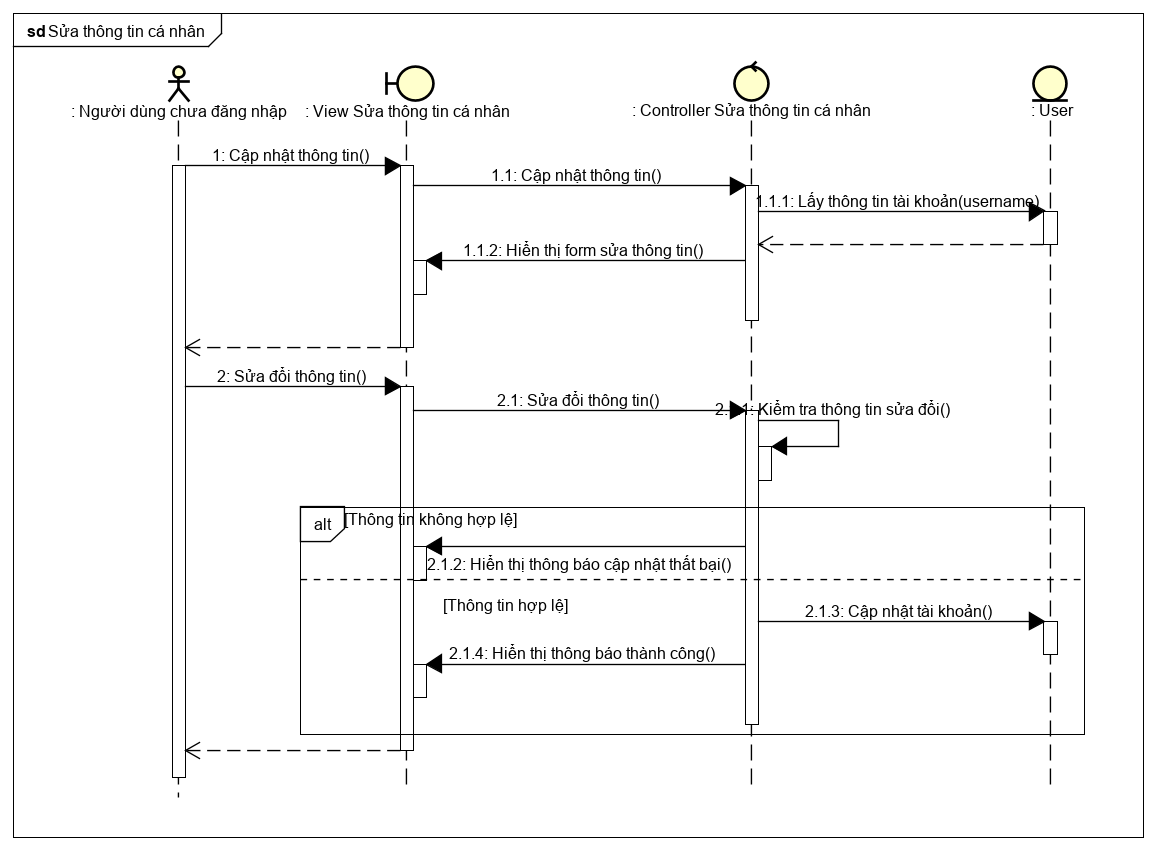 sd Sửa thông tin cá nhân
: Người dùng chưa đăng nhập
: View Sửa thông tin cá nhân
: Controller Sửa thông tin cá nhân
: User
1: Cập nhật thông tin()
1.1: Cập nhật thông tin()
1.1.1: Lấy thông tin tài khoản(username)
1.1.2: Hiển thị form sửa thông tin()
2: Sửa đổi thông tin()
2.1: Sửa đổi thông tin()
2.1.1: Kiểm tra thông tin sửa đổi()
alt
[Thông tin không hợp lệ]
2.1.2: Hiển thị thông báo cập nhật thất bại()
[Thông tin hợp lệ]
2.1.3: Cập nhật tài khoản()
2.1.4: Hiển thị thông báo thành công()